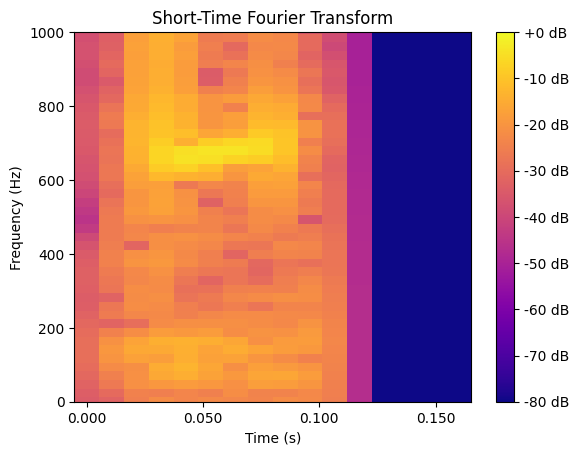 Short-Time Fourier Transform
1000
800
600
400
200
0
Frequency (Hz)
0.000
0.050
0.100
0.150
Time (s)
+0 dB
-10 dB
-20 dB
-30 dB
-40 dB
-50 dB
-60 dB
-70 dB
-80 dB